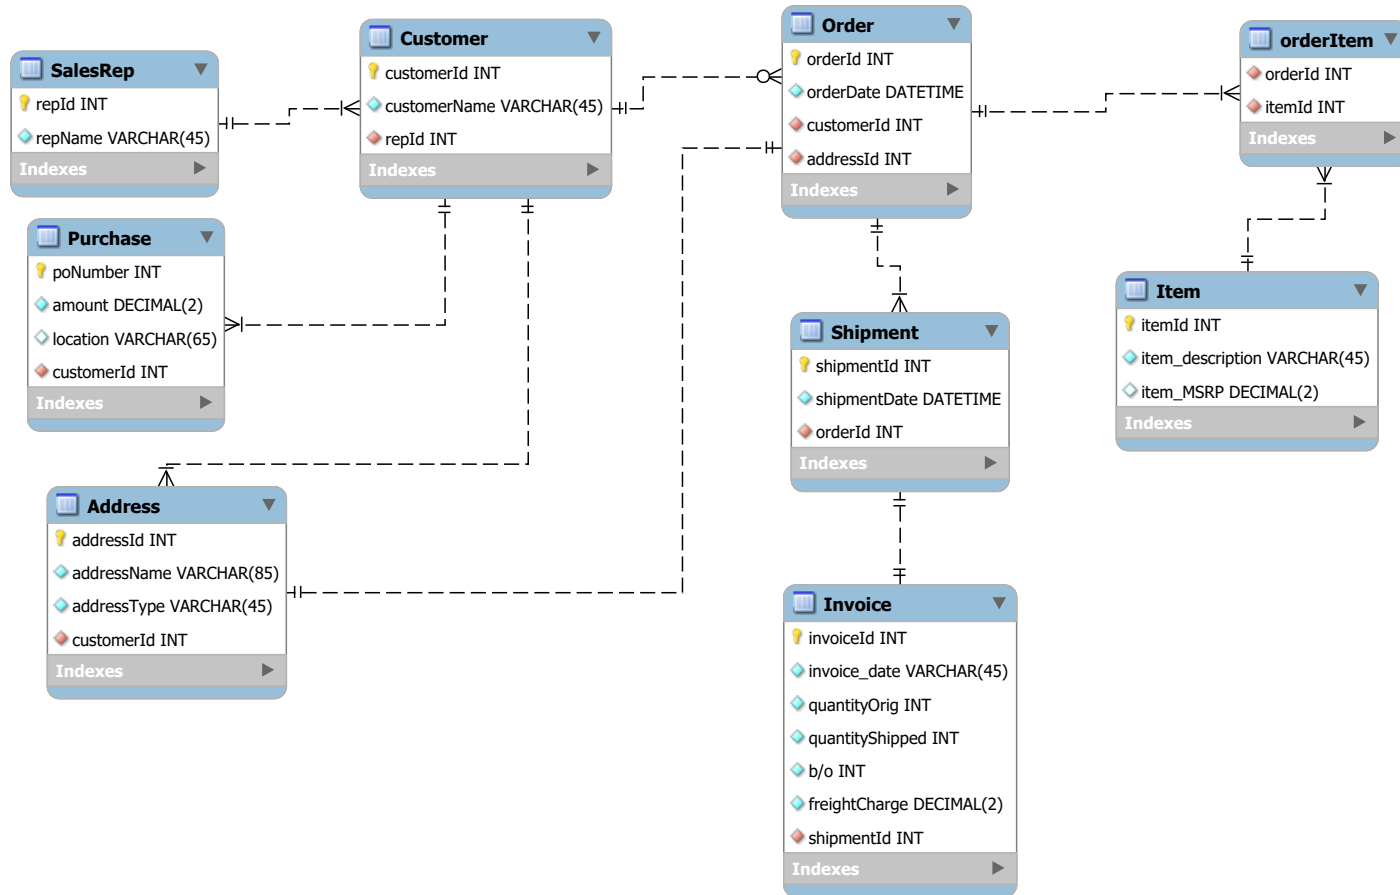 SalesRep
repId INT
repName VARCHAR(45)
Indexes
Customer
customerId INT
customerName VARCHAR(45)
repId INT
Indexes
Order
orderId INT
orderDate DATETIME
customerId INT
addressId INT
Indexes
orderItem
orderId INT
itemId INT
Indexes
Purchase
poNumber INT
amount DECIMAL(2)
location VARCHAR(65)
customerId INT
Indexes
Shipment
shipmentId INT
shipmentDate DATETIME
orderId INT
Indexes
Item
itemId INT
item_description VARCHAR(45)
item_MSRP DECIMAL(2)
Indexes
Address
addressId INT
addressName VARCHAR(85)
addressType VARCHAR(45)
customerId INT
Indexes
Invoice
invoiceId INT
invoice_date VARCHAR(45)
quantityOrig INT
quantityShipped INT
b/o INT
freightCharge DECIMAL(2)
shipmentId INT
Indexes